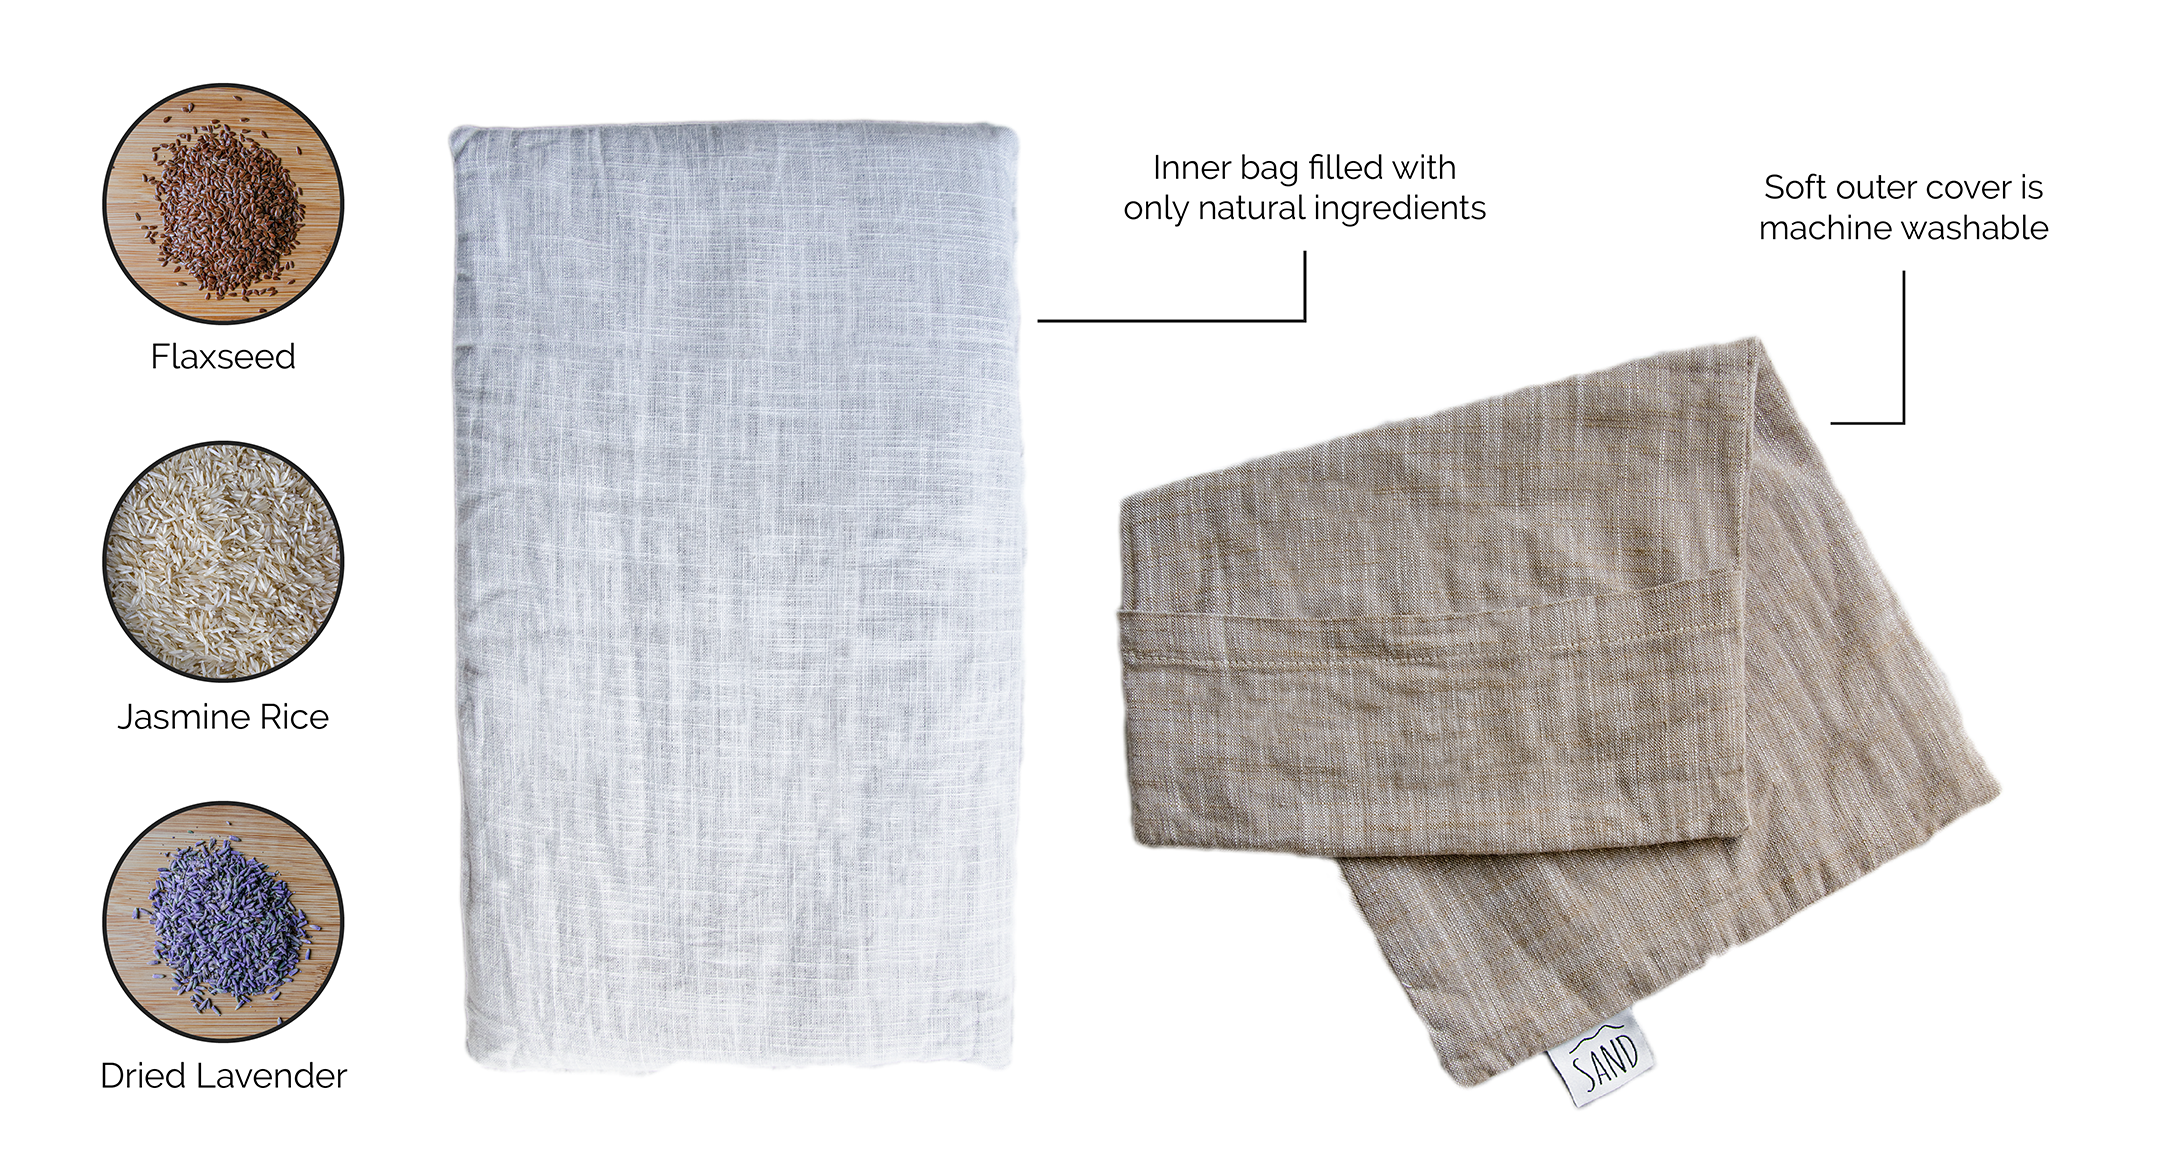 Flaxseed
Jasmine Rice
Dried Lavender
Inner bag filled with
only natural ingredients
Soft outer cover is
machine washable
SAND